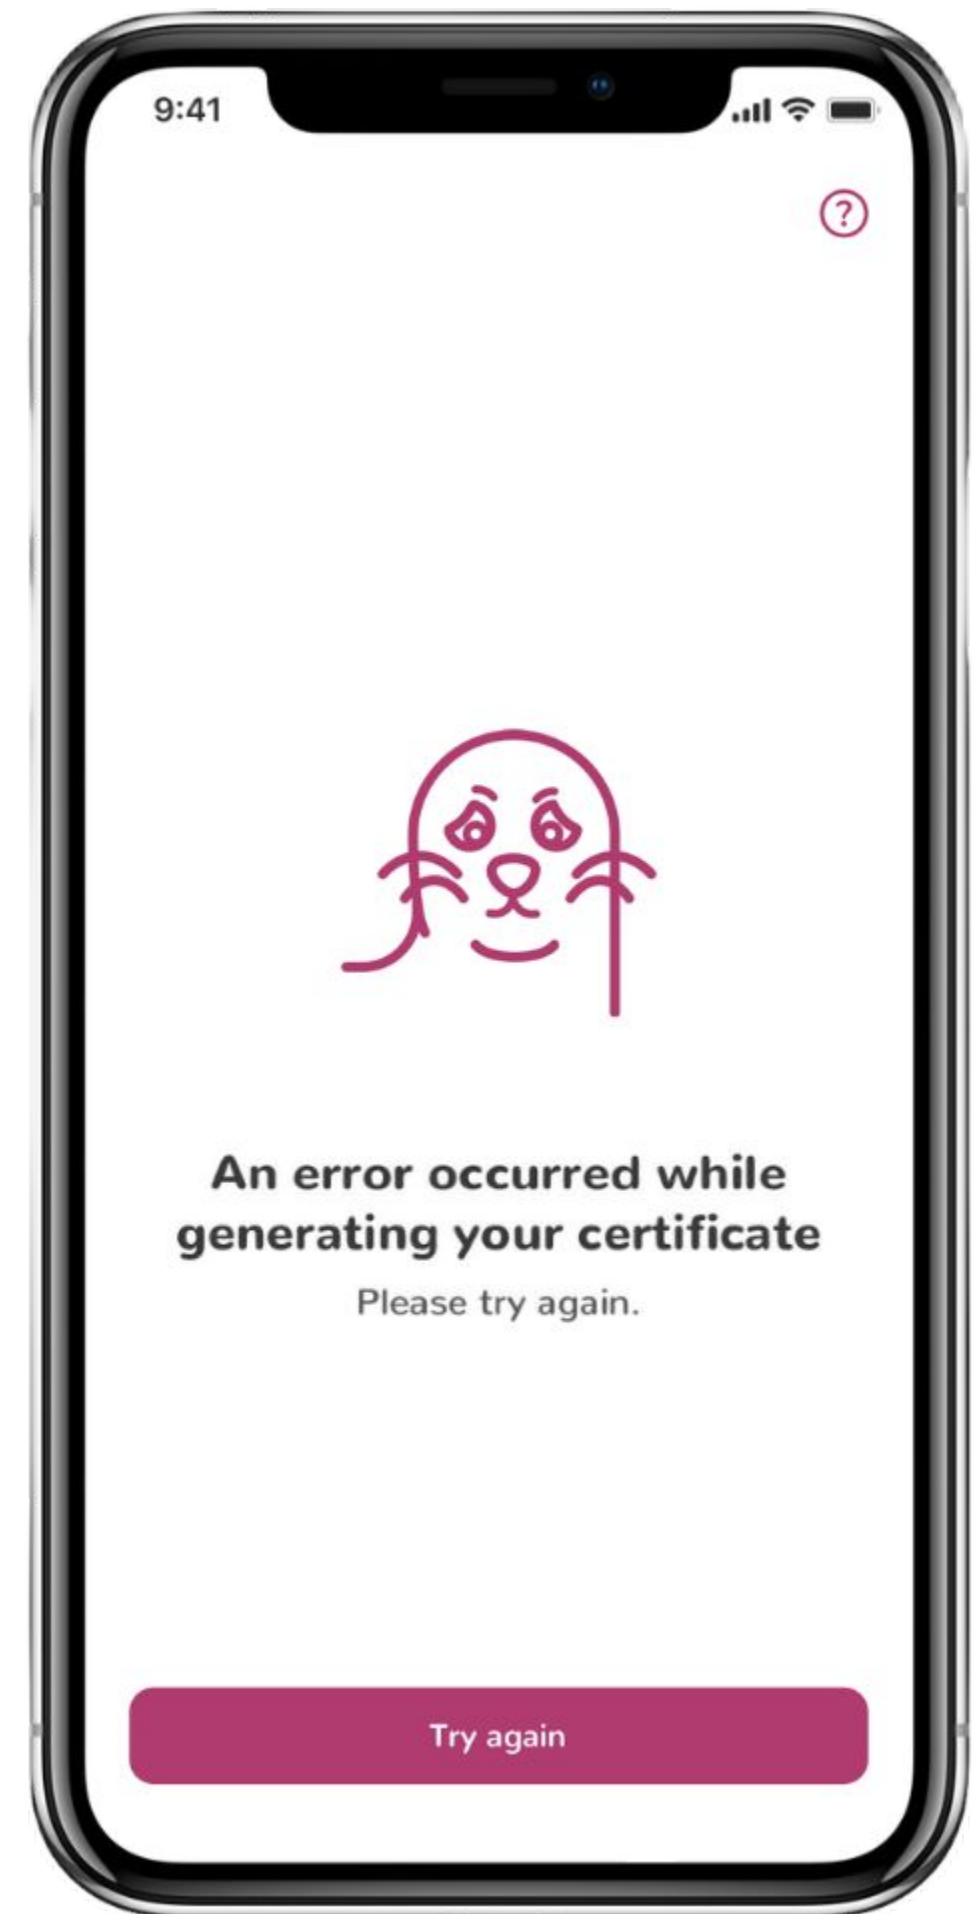 9:41
?
An error occurred while
generating your certificate
Please try again.
Try again